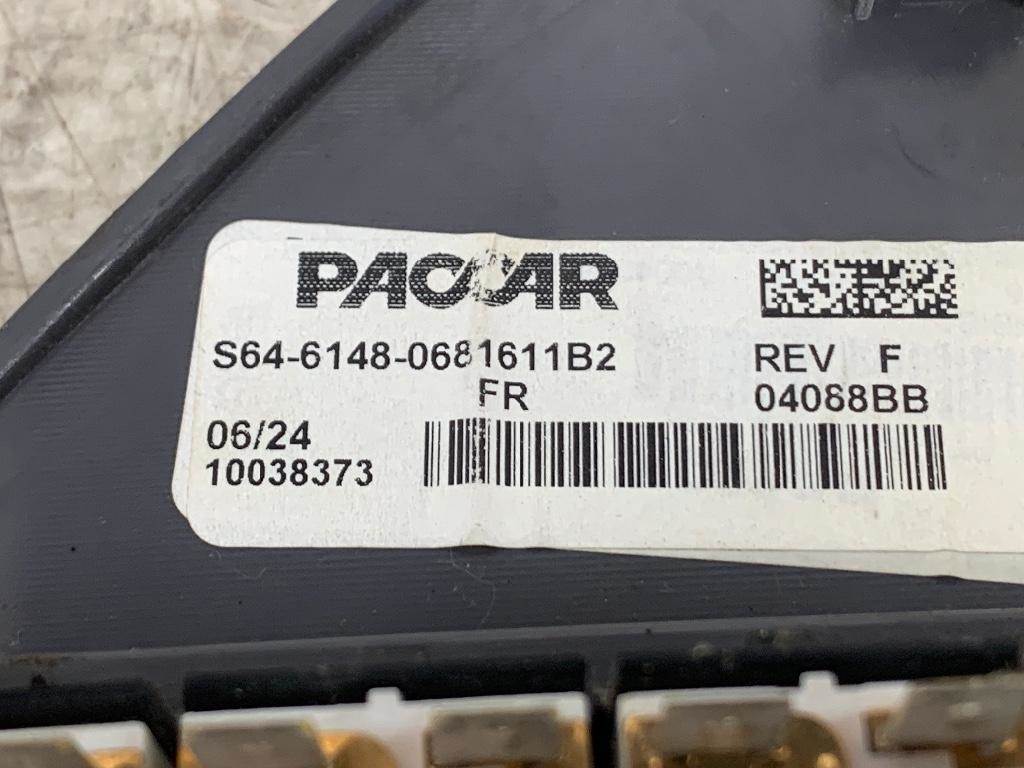 PACCAR
S64-6148-0681611B2 REV F
FR 04088BB
06/24
10038373